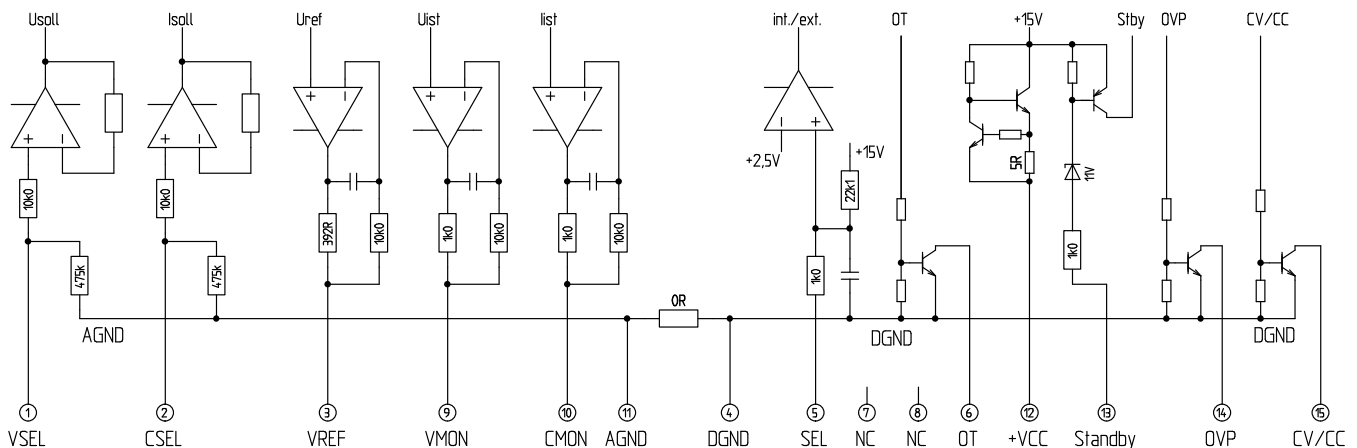 Usoll Isoll Uref Uist Iist int./ext. OT +15V Stby OVP CV/CC
+ − + − + − + − + − − +
+2,5V +15V
5R 11V
10k0 10k0 22k1
392R 10k0 1k0 10k0 1k0 10k0
475k 475k 1k0 1k0
0R
AGND DGND DGND
1 2 3 9 10 11 4 5 7 8 6 12 13 14 15
VSEL CSEL VREF VMON CMON AGND DGND SEL NC NC OT +VCC Standby OVP CV/CC